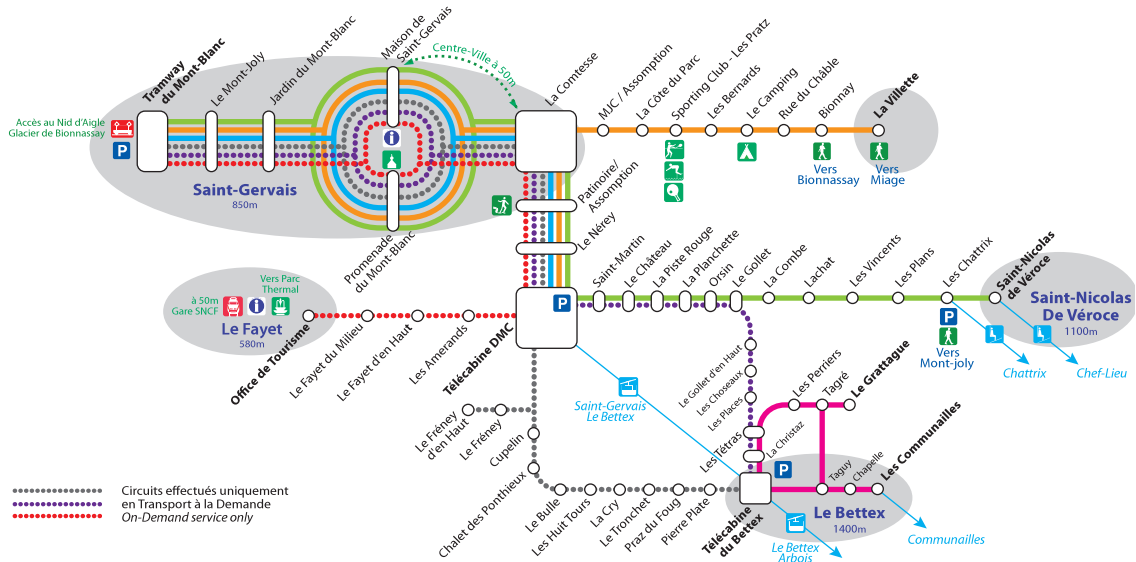 Tramway
du Mont-Blanc
Le Mont-Joly
Jardin du Mont-Blanc
Maison de
Saint-Gervais
Centre-Ville à 50m
La Comtesse
MJC / Assomption
La Côte du Parc
Sporting Club - Les Pratz
Les Bernards
Le Camping
Rue du Châble
Bionnay
La Villette
Accès au Nid d'Aigle
Glacier de Bionnassay
P
i
Saint-Gervais
850m
Vers
Bionnassay
Vers
Miage
Promenade
du Mont-Blanc
Patinoire/
Assomption
Le Nérey
Saint-Martin
Le Château
La Piste Rouge
La Planchette
Orsin
Le Gollet
La Combe
Lachat
Les Vincents
Les Plans
Les Chattrix
Saint-Nicolas
de Véroce
Saint-Nicolas
De Véroce
1100m
Vers Parc
Thermal
à 50m
Gare SNCF
i
Le Fayet
580m
P
Office de Tourisme
Le Fayet du Milieu
Le Fayet d'en Haut
Les Amerands
Télécabine DMC
P
Vers
Mont-joly
Chattrix
Chef-Lieu
Saint-Gervais
Le Bettex
Le Gollet d'en Haut
Les Choseaux
Les Places
Les Tétras
La Christaz
Les Perriers
Tagré
Le Grattague
Le Fréney
d'en Haut
Le Fréney
Cupelin
Chalet des Ponthieux
Le Bulle
Les Huit Tours
La Cry
Le Tronchet
Praz du Foug
Pierre Plate
Télécabine
du Bettex
P
Taguy
Chapelle
Les Communailles
Le Bettex
1400m
Le Bettex
Arbois
Communailles
Circuits effectués uniquement
en Transport à la Demande
On-Demand service only